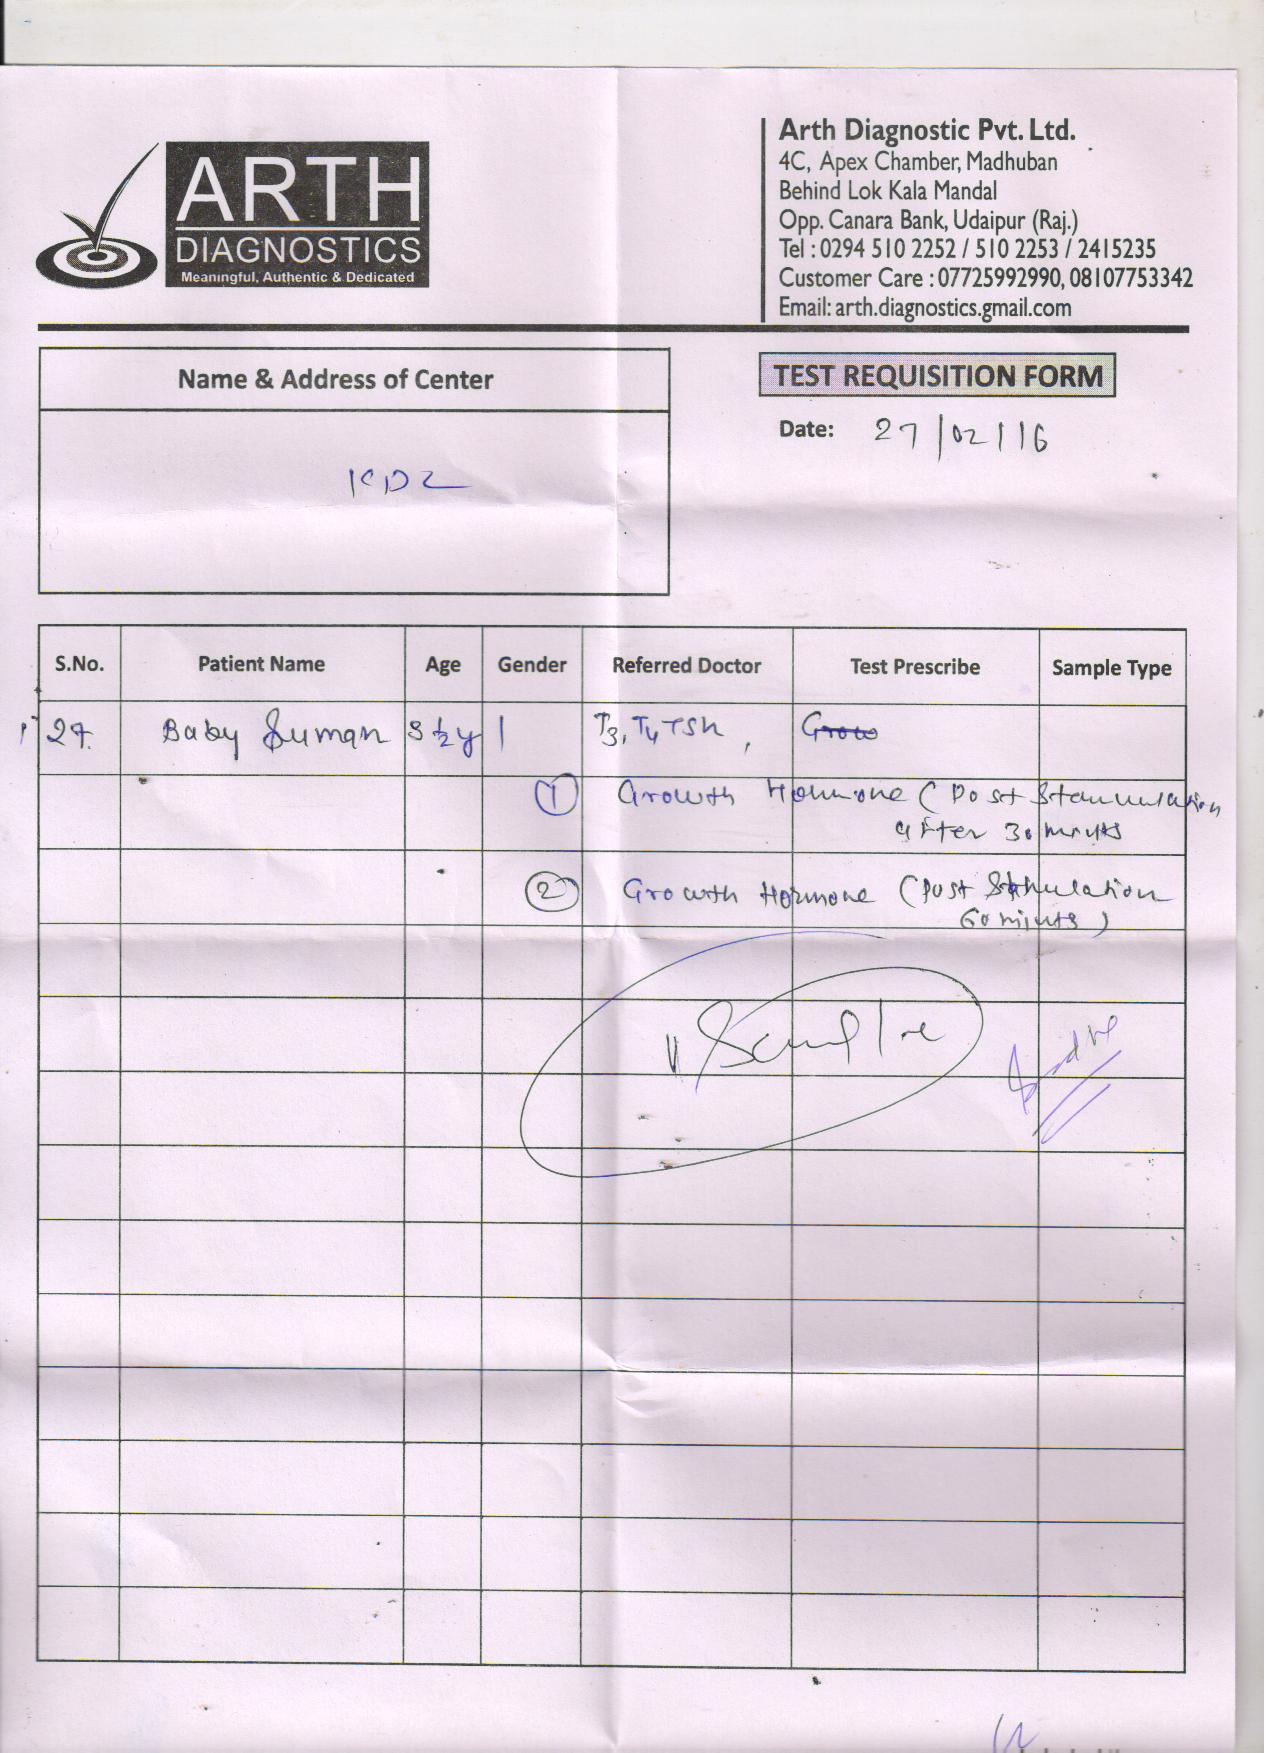 ARTH
DIAGNOSTICS
Meaningful, Authentic & Dedicated
Arth Diagnostic Pvt. Ltd.
4C, Apex Chamber, Madhuban
Behind Lok Kala Mandal
Opp. Canara Bank, Udaipur (Raj.)
Tel : 0294 510 2252 / 510 2253 / 2415235
Customer Care : 07725992990, 08107753342
Email: arth.diagnostics.gmail.com
Name & Address of Center
TEST REQUISITION FORM
Date: 27/02/16
S.No. Patient Name Age Gender Referred Doctor Test Prescribe Sample Type
27. Baby Suman T3, T4 TSH,
1 Growth Hormone (Post
after 30
2 Growth Hormone (Post
60